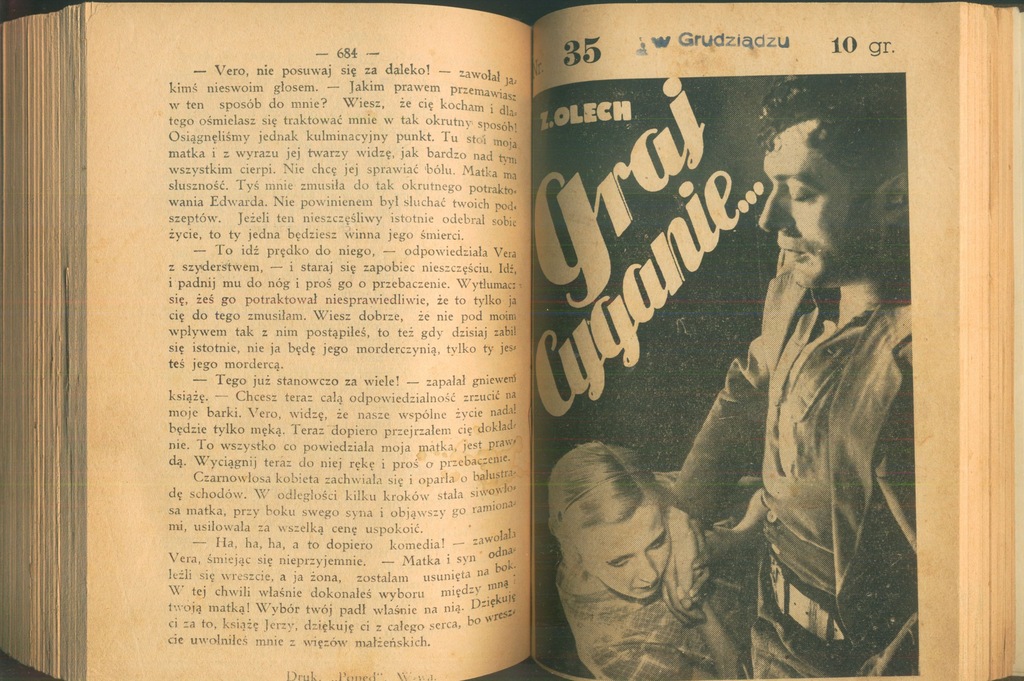 — 684 —
— Vero, nie posuwaj się za daleko! — zawołał ja-
kimś nieswoim głosem. — Jakim prawem przemawiasz
w ten sposób do mnie? Wiesz, że cię kocham i dla-
tego ośmielasz się traktować mnie w tak okrutny sposób!
Osiągnęliśmy jednak kulminacyjny punkt. Tu stoi moja
matka i z wyrazu jej twarzy widzę, jak bardzo nad tym
wszystkim cierpi. Nie chcę jej sprawiać bólu. Matka ma
słuszność. Tyś mnie zmusiła do tak okrutnego potrakto-
wania Edwarda. Nie powinienem był słuchać twoich pod-
szeptów. Jeżeli ten nieszczęśliwy istotnie odebrał sobie
życie, to ty jedna będziesz winna jego śmierci.
— To idź prędko do niego, — odpowiedziała Vera
z szyderstwem, — i staraj się zapobiec nieszczęściu. Idź,
i padnij mu do nóg i proś go o przebaczenie. Wytłumacz
się, żeś go potraktował niesprawiedliwie, że to tylko ja
cię do tego zmusiłam. Wiesz dobrze, że nie pod moim
wpływem tak z nim postąpiłeś, to też gdy dzisiaj zabił
się istotnie, nie ja będę jego morderczynią, tylko ty jes-
teś jego mordercą.
— Tego już stanowczo za wiele! — zapałał gniewem
książę. — Chcesz teraz całą odpowiedzialność zrzucić na
moje barki. Vero, widzę, że nasze wspólne życie nadal
będzie tylko męką. Teraz dopiero przejrzałem cię dokład-
nie. To wszystko co powiedziała moja matka, jest praw-
dą. Wyciągnij teraz do niej rękę i proś o przebaczenie.
Czarnowłosa kobieta zachwiała się i oparła o balustra-
dę schodów. W odległości kilku kroków stała siwowło-
sa matka, przy boku swego syna i objąwszy go ramiona-
mi, usiłowała za wszelką cenę uspokoić.
— Ha, ha, ha, a to dopiero komedia! — zawołała
Vera, śmiejąc się nieprzyjemnie. — Matka i syn odna-
leźli się wreszcie, a ja żona, zostałam usunięta na bok.
W tej chwili właśnie dokonałeś wyboru między mną a
twoją matką! Wybór twój padł właśnie na nią. Dziękuję
ci za to, książę Jerzy, dziękuję ci z całego serca, bo wresz-
cie uwolniłeś mnie z więzów małżeńskich.
Druk. „Popęd" W-wa.
Nr. 35
w Grudziądzu
10 gr.
Z. OLECH
Graj
Cyganie...